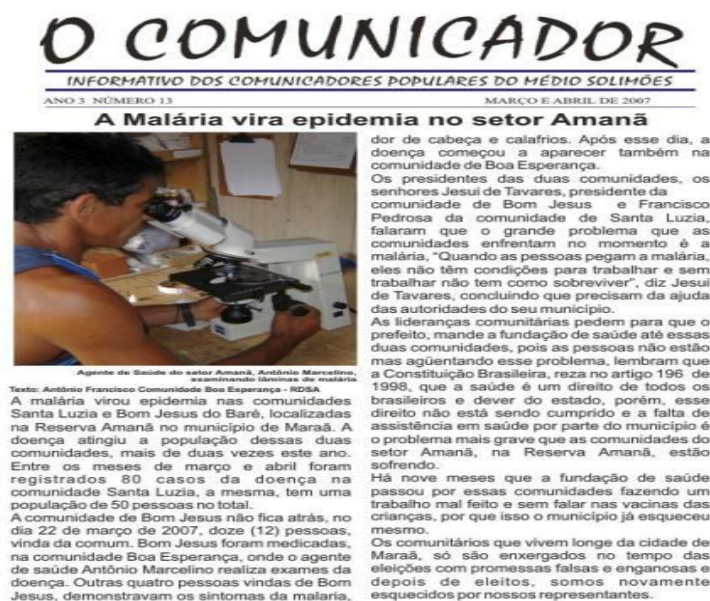 O COMUNICADOR
INFORMATIVO DOS COMUNICADORES POPULARES DO MÉDIO SOLIMÕES
ANO 3 NÚMERO 13 MARÇO E ABRIL DE 2007
A Malária vira epidemia no setor Amanã
Agente de Saúde do setor Amanã, Antônio Marcelino,
examinando lâminas de malária
Texto: Antônio Francisco Comunidade Boa Esperança - RDSA
A malária virou epidemia nas comunidades
Santa Luzia e Bom Jesus do Baré, localizadas
na Reserva Amanã no município de Maraã. A
doença atingiu a população dessas duas
comunidades, mais de duas vezes este ano.
Entre os meses de março e abril foram
registrados 80 casos da doença na
comunidade Santa Luzia, a mesma, tem uma
população de 50 pessoas no total.
A comunidade de Bom Jesus não fica atrás, no
dia 22 de março de 2007, doze (12) pessoas,
vinda da comum. Bom Jesus foram medicadas,
na comunidade Boa Esperança, onde o agente
de saúde Antônio Marcelino realiza exames da
doença. Outras quatro pessoas vindas de Bom
Jesus, demonstravam os sintomas da malaria,
dor de cabeça e calafrios. Após esse dia, a
doença começou a aparecer também na
comunidade de Boa Esperança.
Os presidentes das duas comunidades, os
senhores Jesui de Tavares, presidente da
comunidade de Bom Jesus e Francisco
Pedrosa da comunidade de Santa Luzia,
falaram que o grande problema que as
comunidades enfrentam no momento é a
malária, "Quando as pessoas pegam a malária,
eles não têm condições para trabalhar e sem
trabalhar não tem como sobreviver", diz Jesui
de Tavares, concluindo que precisam da ajuda
das autoridades do seu município.
As lideranças comunitárias pedem para que o
prefeito, mande a fundação de saúde até essas
duas comunidades, pois as pessoas não estão
mas agüentando esse problema, lembram que
a Constituição Brasileira, reza no artigo 196 de
1998, que a saúde é um direito de todos os
brasileiros e dever do estado, porém, esse
direito não está sendo cumprido e a falta de
assistência em saúde por parte do município é
o problema mais grave que as comunidades do
setor Amanã, na Reserva Amanã, estão
sofrendo.
Há nove meses que a fundação de saúde
passou por essas comunidades fazendo um
trabalho mal feito e sem falar nas vacinas das
crianças, por que isso o município já esqueceu
mesmo.
Os comunitários que vivem longe da cidade de
Maraã, só são enxergados no tempo das
eleições com promessas falsas e enganosas e
depois de eleitos, somos novamente
esquecidos por nossos representantes.